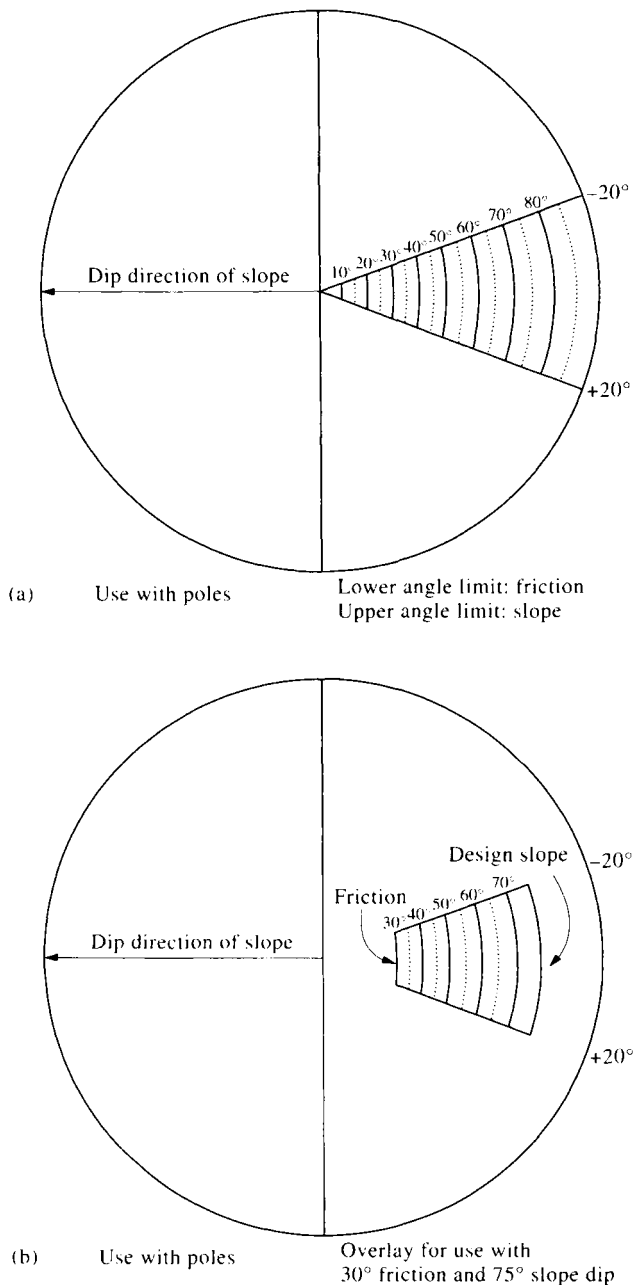 −20°
80°
70°
60°
50°
40°
30°
20°
10°
Dip direction of slope
+20°
(a) Use with poles
Lower angle limit: friction
Upper angle limit: slope
−20°
Design slope
70°
60°
50°
40°
30°
Friction
Dip direction of slope
+20°
(b) Use with poles
Overlay for use with
30° friction and 75° slope dip